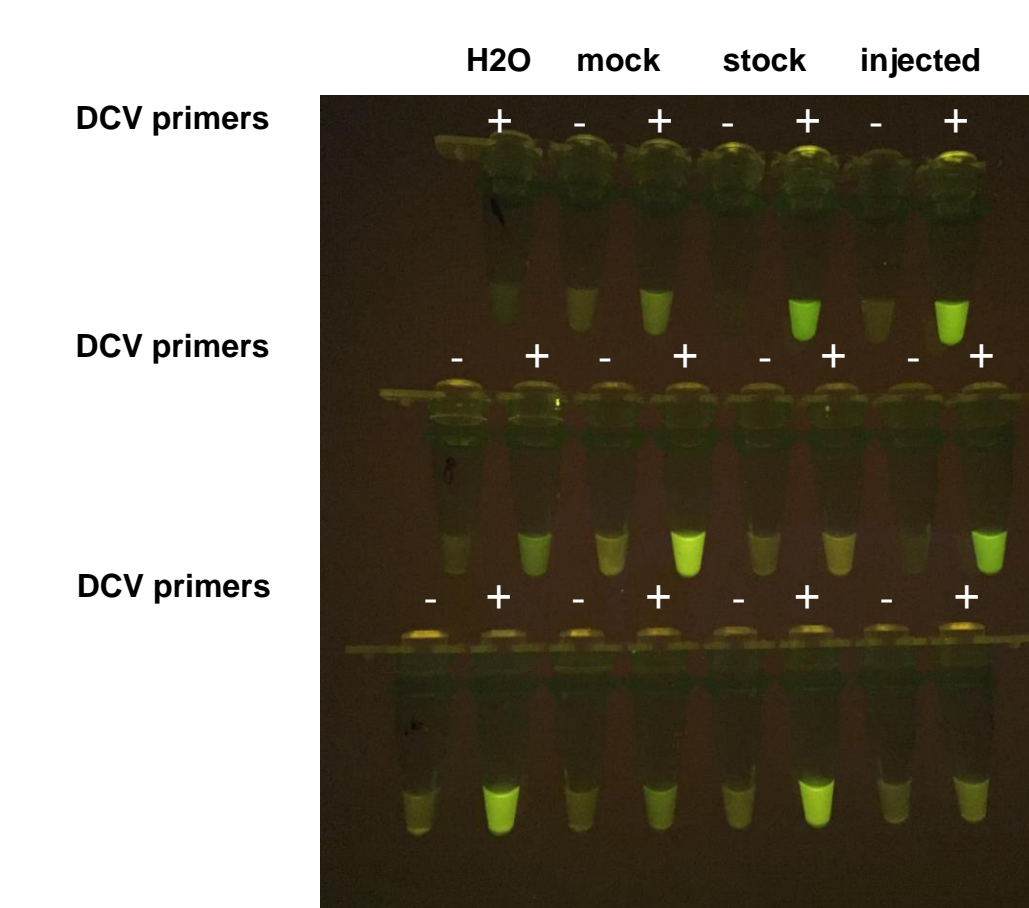 H2O mock stock injected
DCV primers + - + - + - +
DCV primers - + - + - + - +
DCV primers - + - + - + - +